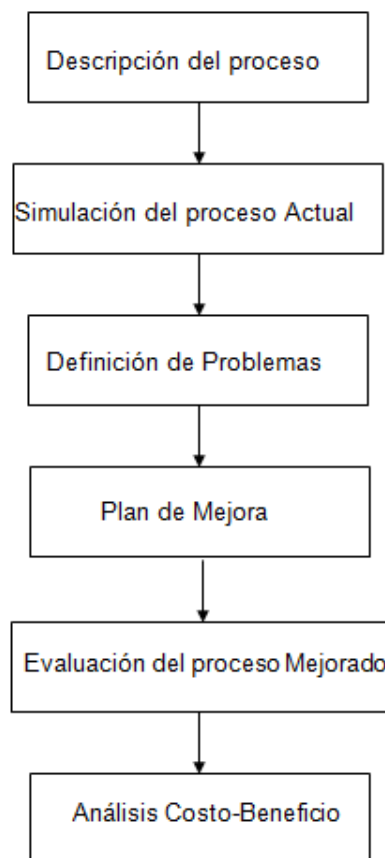 Descripción del proceso
Simulación del proceso Actual
Definición de Problemas
Plan de Mejora
Evaluación del proceso Mejorado
Análisis Costo-Beneficio